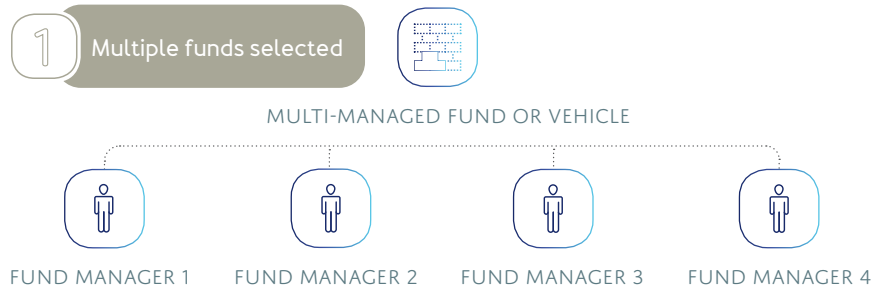 1 Multiple funds selected
MULTI-MANAGED FUND OR VEHICLE
FUND MANAGER 1 FUND MANAGER 2 FUND MANAGER 3 FUND MANAGER 4